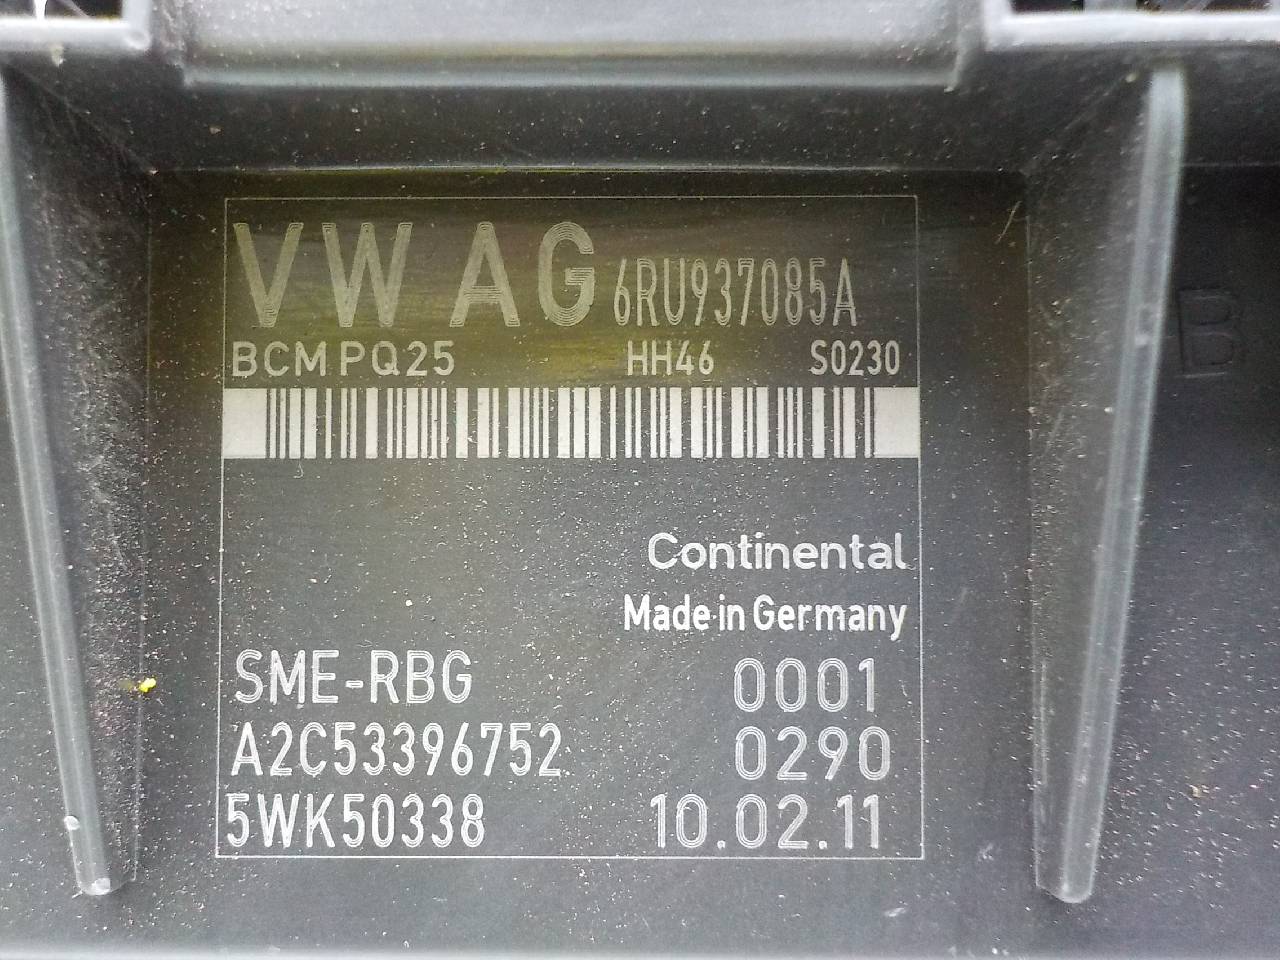 VW AG 6RU937085A
BCM PQ25 HH46 S0230
Continental
Made in Germany
SME-RBG 0001
A2C53396752 0290
5WK50338 10.02.11
B